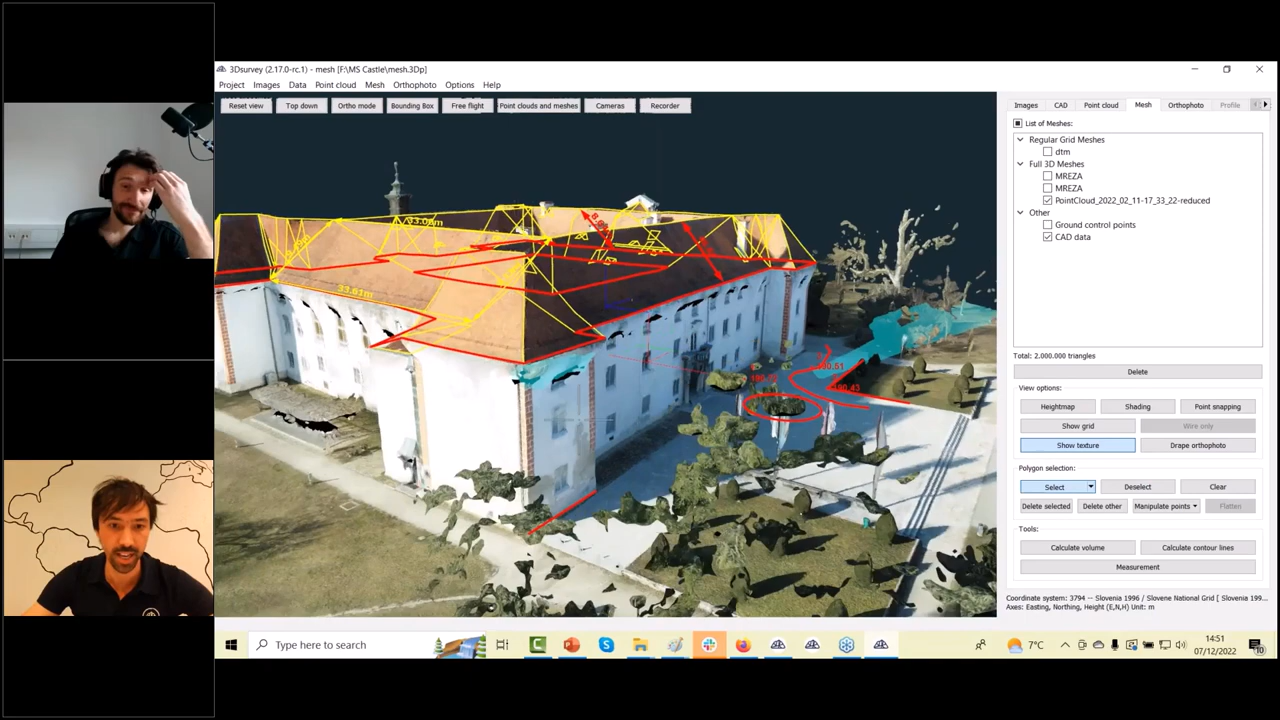 3Dsurvey (2.17.0-rc.1) - mesh [F:\MS Castle\mesh.3Dp]
Project Images Data Point cloud Mesh Orthophoto Options Help
Reset view Top down Ortho mode Bounding Box Free flight Point clouds and meshes Cameras Recorder
Images CAD Point cloud Mesh Orthophoto Profile
List of Meshes:
Regular Grid Meshes
dtm
Full 3D Meshes
MREZA
MREZA
PointCloud_2022_02_11-17_33_22-reduced
Other
Ground control points
CAD data
33.61m
Total: 2.000.000 triangles
Delete
View options:
Heightmap Shading Point snapping
Show grid Wire only
Show texture Drape orthophoto
Polygon selection:
Select Deselect Clear
Delete selected Delete other Manipulate points Flatten
Tools:
Calculate volume Calculate contour lines
Measurement
Coordinate system: 3794 -- Slovenia 1996 / Slovene National Grid [ Slovenia 199...
Axes: Easting, Northing, Height (E,N,H) Unit: m
Type here to search
7°C
14:51
07/12/2022
10